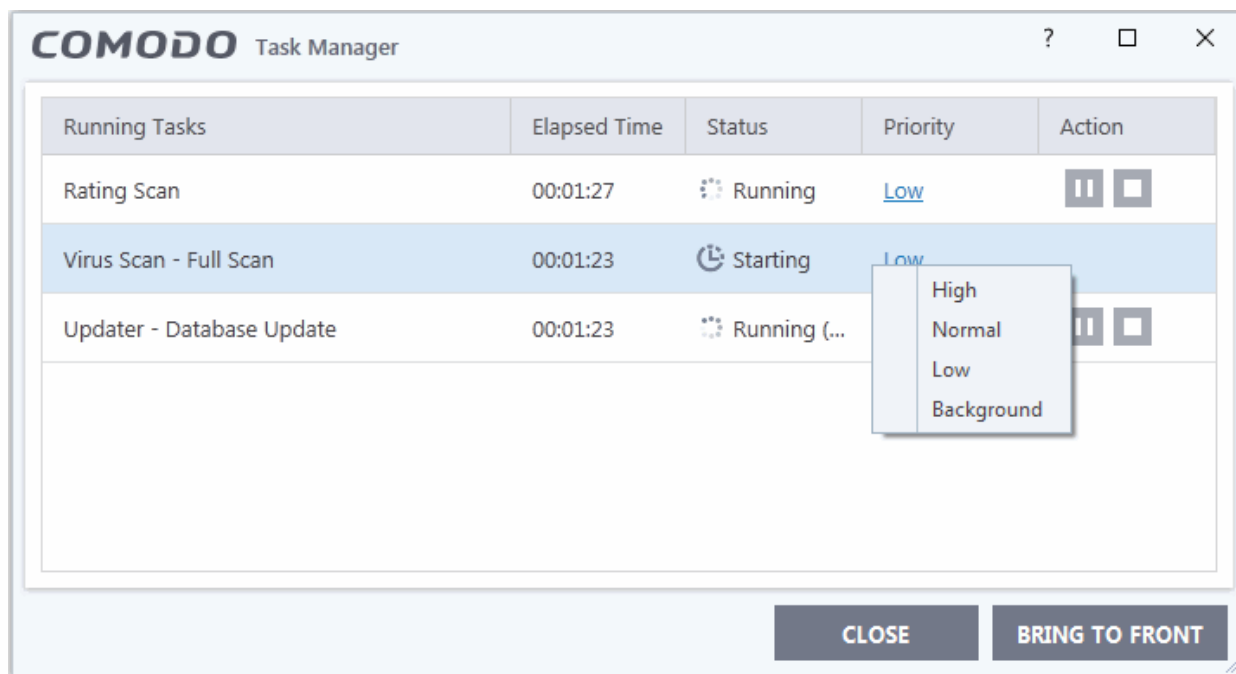 COMODO Task Manager ?
Running Tasks Elapsed Time Status Priority Action
Rating Scan 00:01:27 Running Low
Virus Scan - Full Scan 00:01:23 Starting Low
High
Updater - Database Update 00:01:23 Running (... Normal
Low
Background
CLOSE BRING TO FRONT